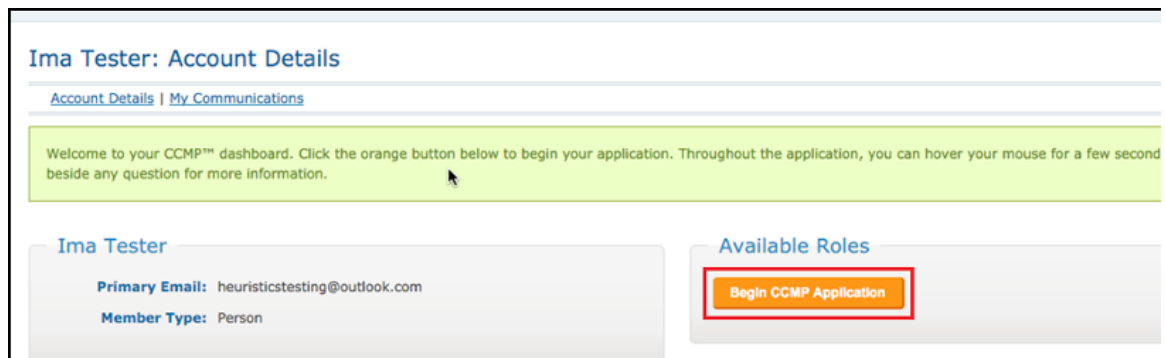 Ima Tester: Account Details
Account Details | My Communications
Welcome to your CCMP™ dashboard. Click the orange button below to begin your application. Throughout the application, you can hover your mouse for a few second
beside any question for more information.
Ima Tester
Primary Email: heuristicstesting@outlook.com
Member Type: Person
Available Roles
Begin CCMP Application